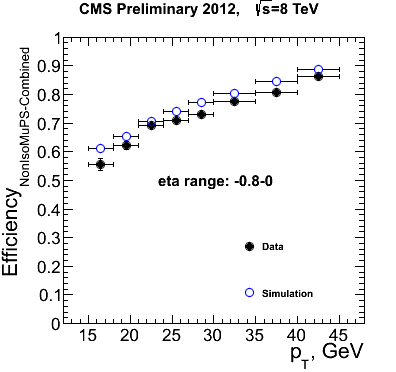 CMS Preliminary 2012, √s=8 TeV
Efficiency NonIsoMuPS-Combined
1
0.9
0.8
0.7
0.6
0.5
0.4
0.3
0.2
0.1
0
eta range: -0.8-0
Data
Simulation
15 20 25 30 35 40 45
p_T, GeV